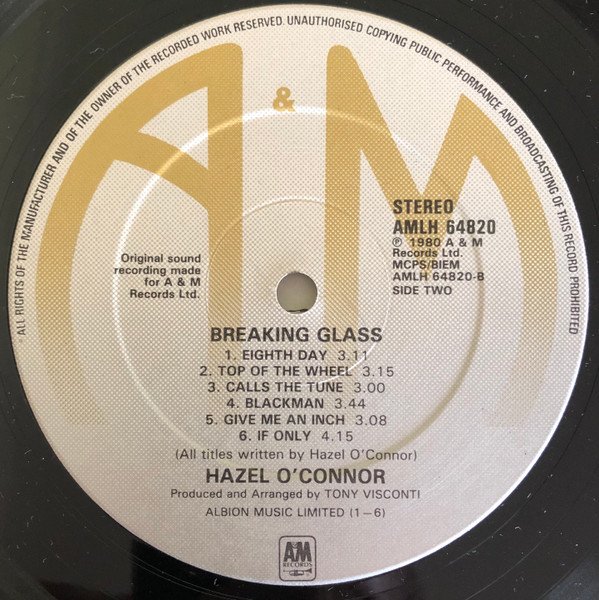 *ALL RIGHTS OF THE MANUFACTURER AND OF THE OWNER OF THE RECORDED WORK RESERVED. UNAUTHORISED COPYING PUBLIC PERFORMANCE AND BROADCASTING OF THIS RECORD PROHIBITED
A & M
STEREO
AMLH 64820
℗ 1980 A & M
Records Ltd.
MCPS/BIEM
AMLH 64820-B
SIDE TWO
Original sound
recording made
for A & M
Records Ltd.
BREAKING GLASS
1. EIGHTH DAY 3.11
2. TOP OF THE WHEEL 3.15
3. CALLS THE TUNE 3.00
4. BLACKMAN 3.44
5. GIVE ME AN INCH 3.08
6. IF ONLY 4.15
(All titles written by Hazel O'Connor)
HAZEL O'CONNOR
Produced and Arranged by TONY VISCONTI
ALBION MUSIC LIMITED (1–6)
A&M
RECORDS